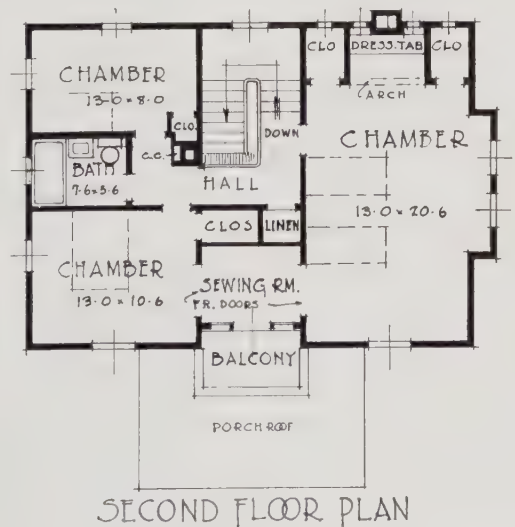 CLO
DRESS. TAB.
CLO
CHAMBER
13-6 x 8-0
ARCH
CLO.
DOWN
C.C.
CHAMBER
BATH
7-6 x 5-6
HALL
13-0 x 20-6
CLOS
LINEN
CHAMBER
13-0 x 10-6
SEWING RM.
FR. DOORS
BALCONY
PORCH ROOF
SECOND FLOOR PLAN